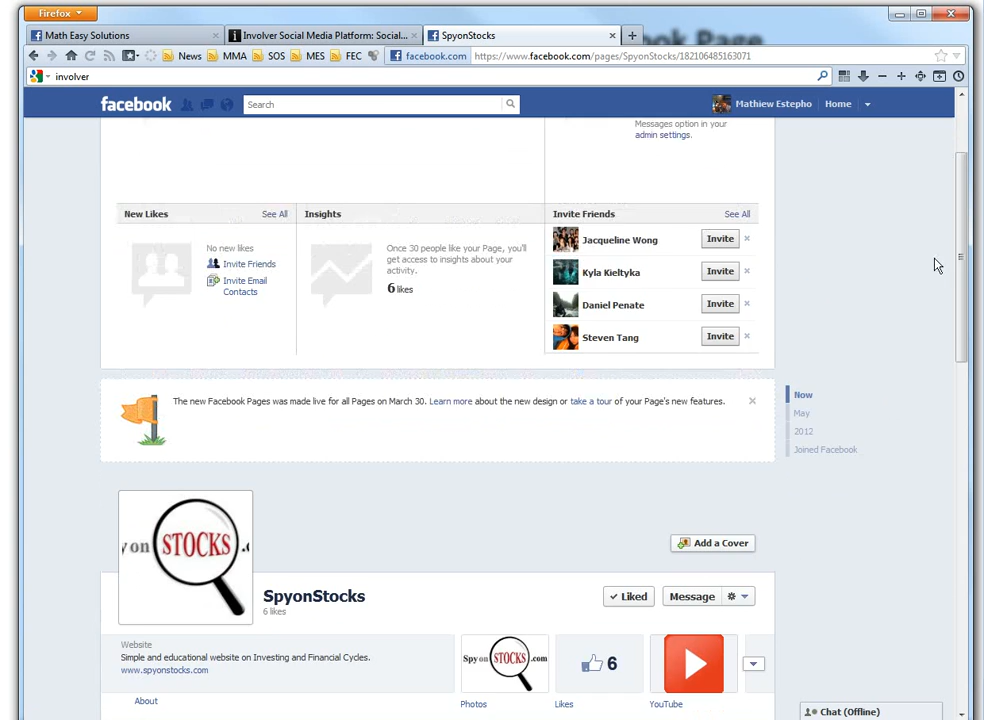 Firefox
Math Easy Solutions
Involver Social Media Platform: Social...
SpyonStocks
ok Page
News MMA SOS MES FEC
facebook.com https://www.facebook.com/pages/SpyonStocks/182106485163071
involver
facebook
Search
Mathiew Estepho Home
Messages option in your
admin settings.
New Likes See All
Insights
Invite Friends See All
No new likes
Invite Friends
Invite Email
Contacts
Once 30 people like your Page, you'll
get access to insights about your
activity.
6 likes
Jacqueline Wong Invite
Kyla Kieltyka Invite
Daniel Penate Invite
Steven Tang Invite
The new Facebook Pages was made live for all Pages on March 30. Learn more about the new design or take a tour of your Page's new features.
Now
May
2012
Joined Facebook
y on STOCKS .c
Add a Cover
SpyonStocks
6 likes
Liked
Message
Website
Simple and educational website on Investing and Financial Cycles.
www.spyonstocks.com
About
Spy on STOCKS.com
Photos
6
Likes
YouTube
Chat (Offline)